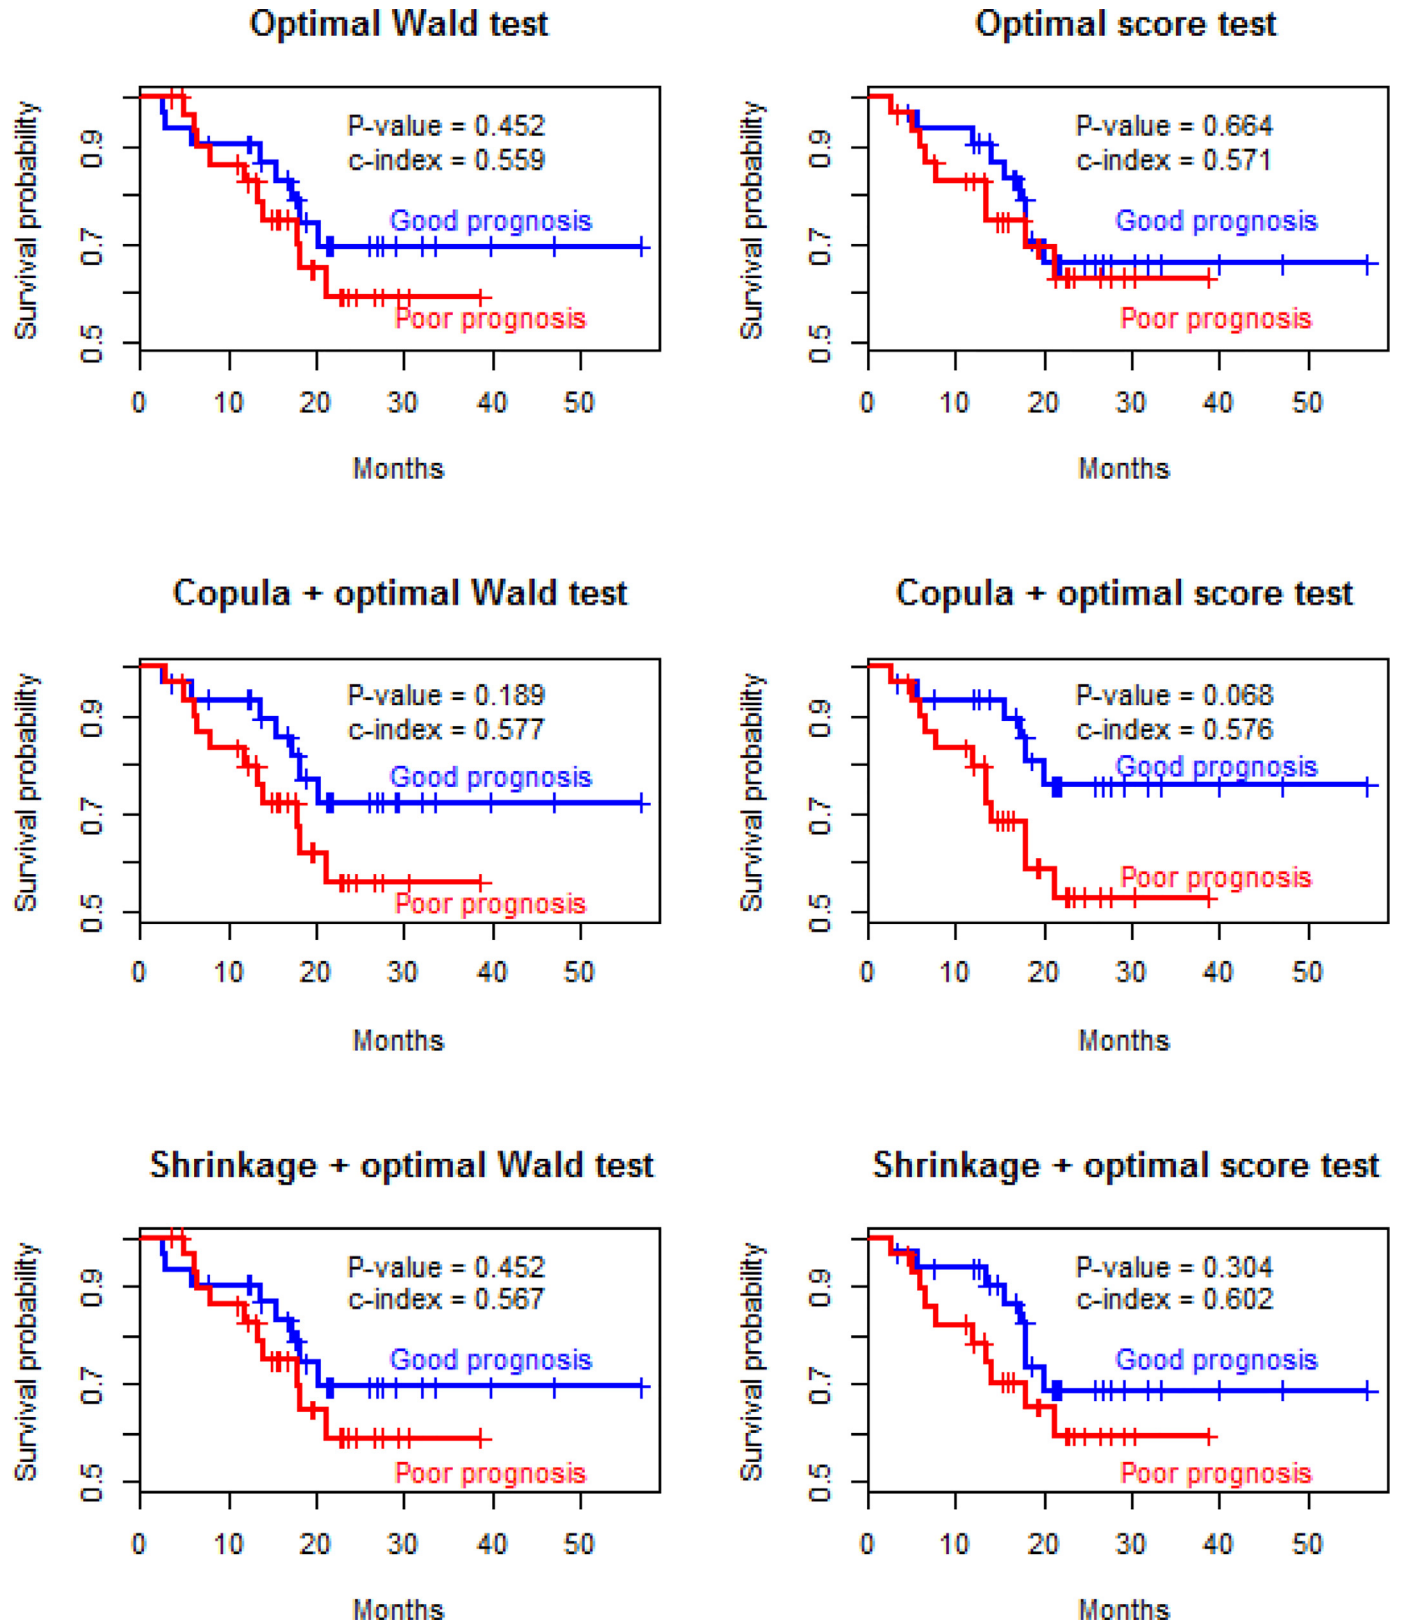 Optimal Wald test
Survival probability
0.5 0.7 0.9
P-value = 0.452
c-index = 0.559
Good prognosis
Poor prognosis
0 10 20 30 40 50
Months
Optimal score test
Survival probability
0.5 0.7 0.9
P-value = 0.664
c-index = 0.571
Good prognosis
Poor prognosis
0 10 20 30 40 50
Months
Copula + optimal Wald test
Survival probability
0.5 0.7 0.9
P-value = 0.189
c-index = 0.577
Good prognosis
Poor prognosis
0 10 20 30 40 50
Months
Copula + optimal score test
Survival probability
0.5 0.7 0.9
P-value = 0.068
c-index = 0.576
Good prognosis
Poor prognosis
0 10 20 30 40 50
Months
Shrinkage + optimal Wald test
Survival probability
0.5 0.7 0.9
P-value = 0.452
c-index = 0.567
Good prognosis
Poor prognosis
0 10 20 30 40 50
Months
Shrinkage + optimal score test
Survival probability
0.5 0.7 0.9
P-value = 0.304
c-index = 0.602
Good prognosis
Poor prognosis
0 10 20 30 40 50
Months